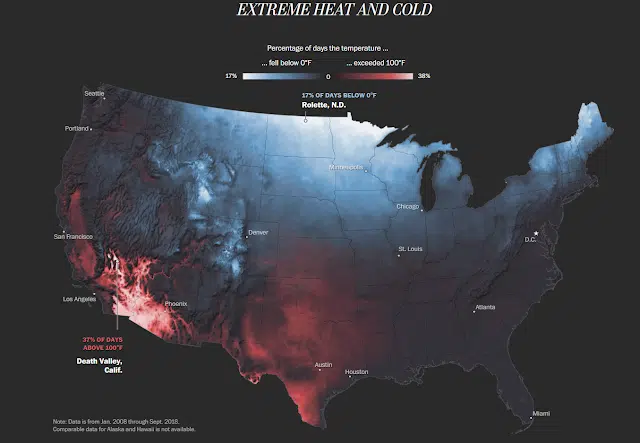 EXTREME HEAT AND COLD
Percentage of days the temperature ...
... fell below 0°F
... exceeded 100°F
17%
0
38%
17% OF DAYS BELOW 0°F
Rolette, N.D.
Seattle
Portland
Minneapolis
Chicago
San Francisco
Denver
D.C.
St. Louis
Los Angeles
Phoenix
Atlanta
37% OF DAYS
ABOVE 100°F
Death Valley,
Calif.
Austin
Houston
Miami
Note: Data is from Jan. 2008 through Sept. 2018.
Comparable data for Alaska and Hawaii is not available.